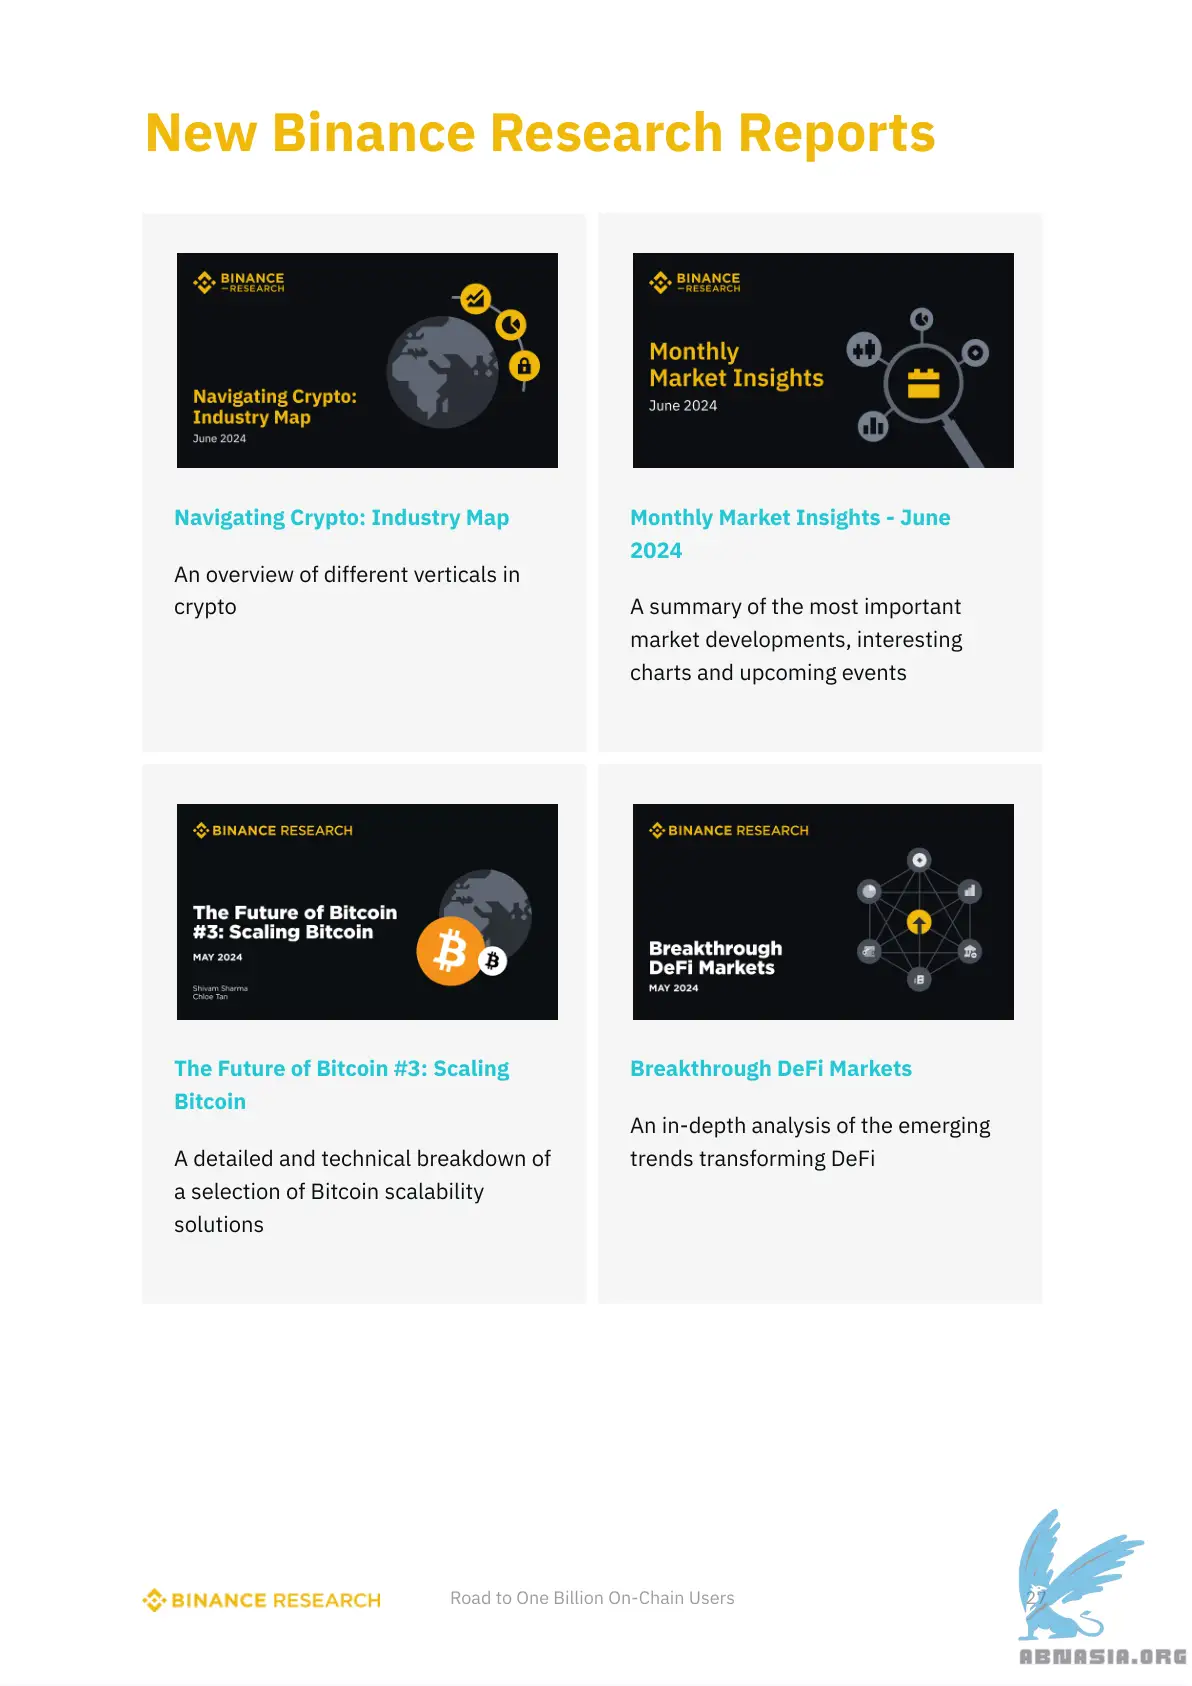 New Binance Research Reports
BINANCE
RESEARCH
Navigating Crypto:
Industry Map
June 2024
Navigating Crypto: Industry Map
An overview of different verticals in
crypto
BINANCE
RESEARCH
Monthly
Market Insights
June 2024
Monthly Market Insights - June
2024
A summary of the most important
market developments, interesting
charts and upcoming events
BINANCE RESEARCH
The Future of Bitcoin
#3: Scaling Bitcoin
MAY 2024
Shivam Sharma
Chloe Tan
The Future of Bitcoin #3: Scaling
Bitcoin
A detailed and technical breakdown of
a selection of Bitcoin scalability
solutions
BINANCE RESEARCH
Breakthrough
DeFi Markets
MAY 2024
Breakthrough DeFi Markets
An in-depth analysis of the emerging
trends transforming DeFi
BINANCE RESEARCH
Road to One Billion On-Chain Users
27
ABNASIA.ORG